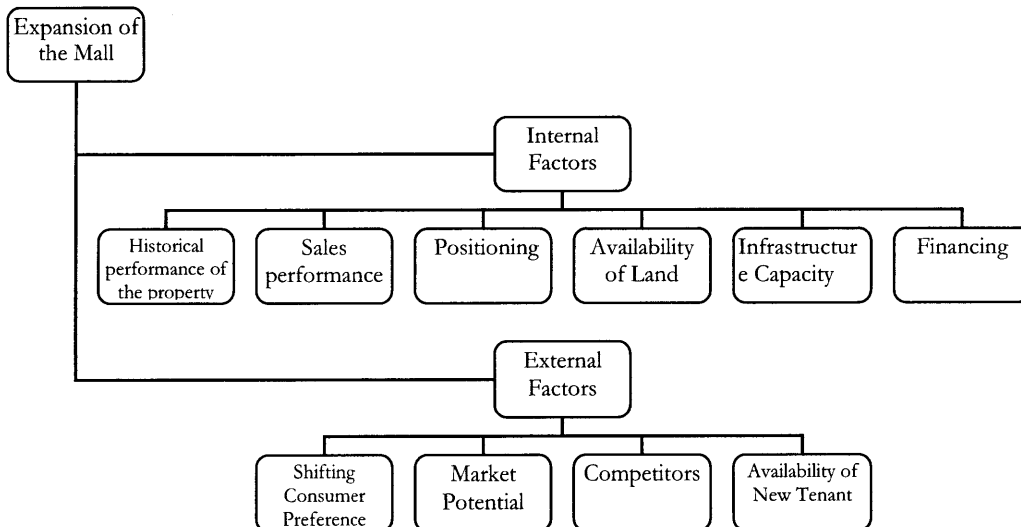 Expansion of
the Mall
Internal
Factors
Historical
performance of
the property
Sales
performance
Positioning
Availability
of Land
Infrastructur
e Capacity
Financing
External
Factors
Shifting
Consumer
Preference
Market
Potential
Competitors
Availability of
New Tenant